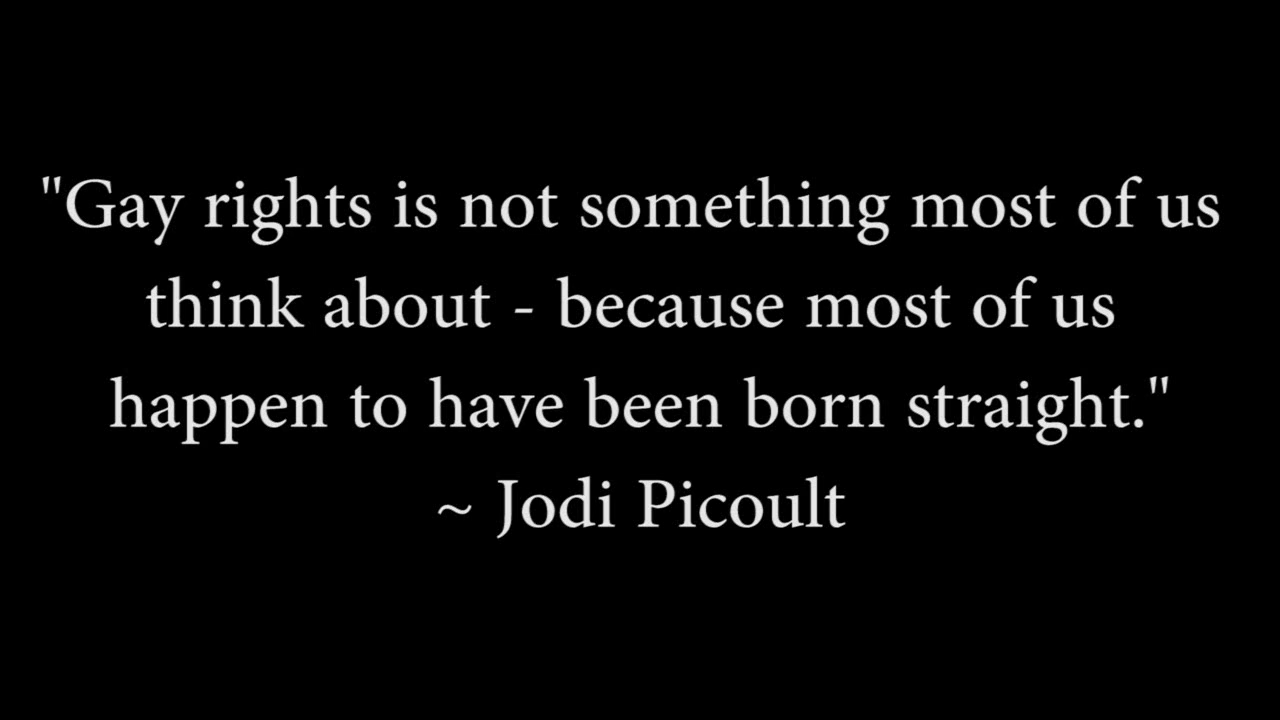 "Gay rights is not something most of us
think about - because most of us
happen to have been born straight."
~ Jodi Picoult